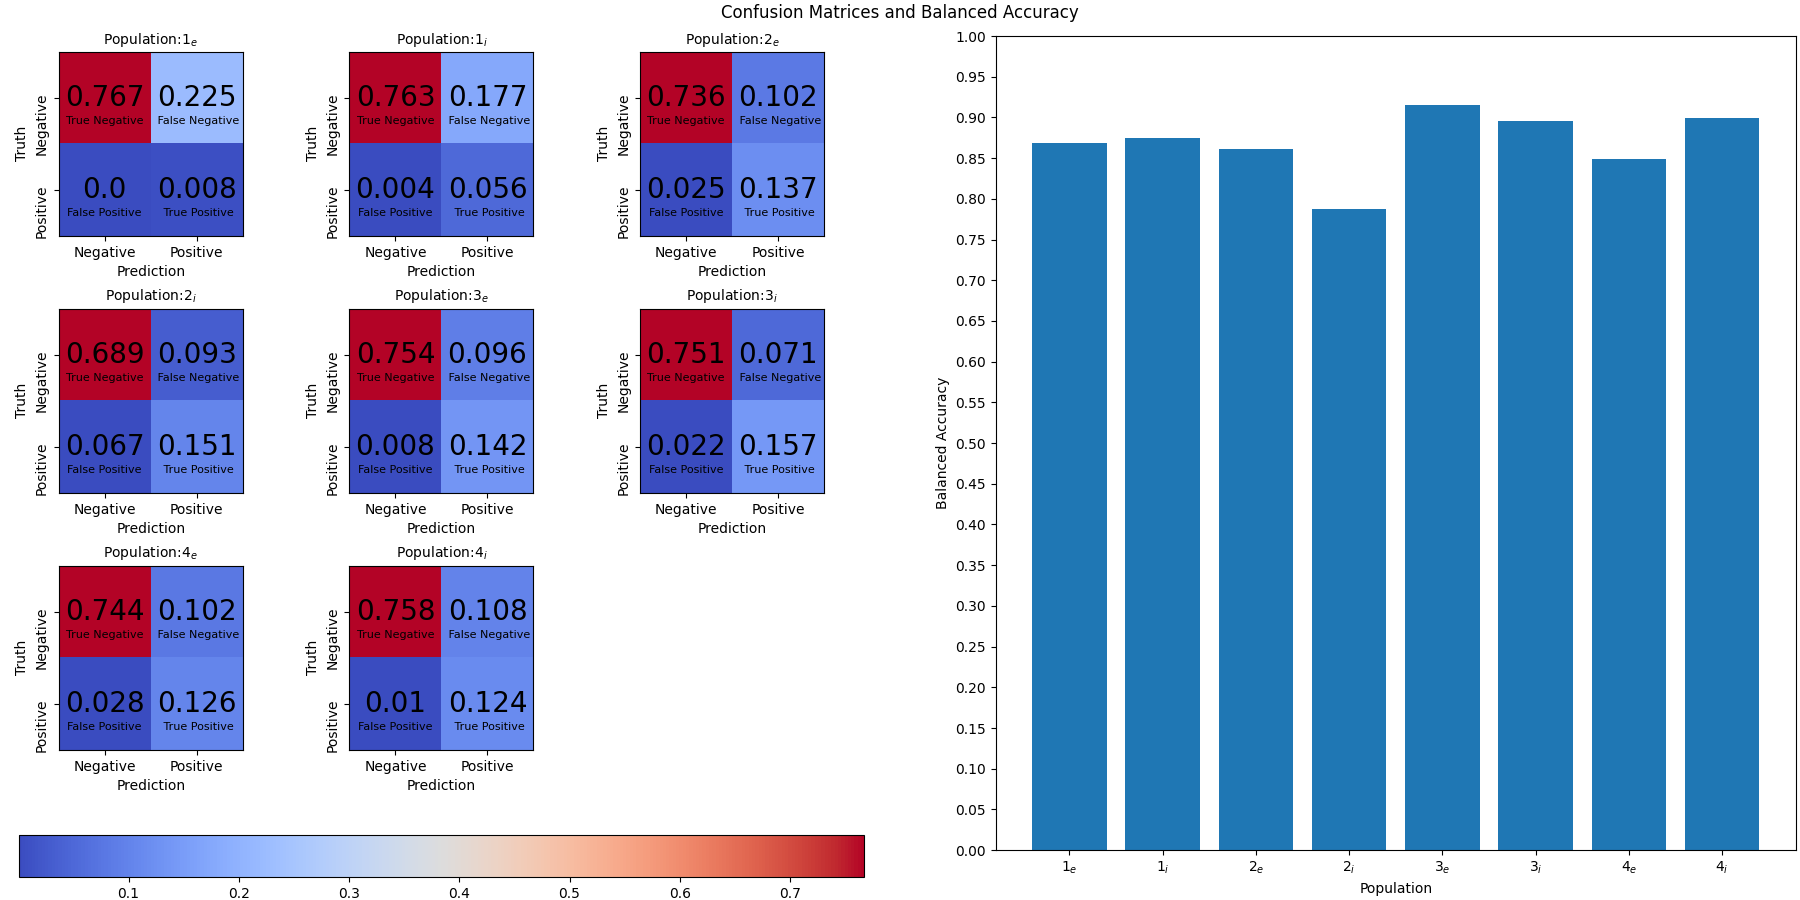 Confusion Matrices and Balanced Accuracy
Population:1e
Truth
Negative
Positive
0.767
True Negative
0.225
False Negative
0.0
False Positive
0.008
True Positive
Negative Positive
Prediction
Population:1i
Truth
Negative
Positive
0.763
True Negative
0.177
False Negative
0.004
False Positive
0.056
True Positive
Negative Positive
Prediction
Population:2e
Truth
Negative
Positive
0.736
True Negative
0.102
False Negative
0.025
False Positive
0.137
True Positive
Negative Positive
Prediction
Population:2i
Truth
Negative
Positive
0.689
True Negative
0.093
False Negative
0.067
False Positive
0.151
True Positive
Negative Positive
Prediction
Population:3e
Truth
Negative
Positive
0.754
True Negative
0.096
False Negative
0.008
False Positive
0.142
True Positive
Negative Positive
Prediction
Population:3i
Truth
Negative
Positive
0.751
True Negative
0.071
False Negative
0.022
False Positive
0.157
True Positive
Negative Positive
Prediction
Population:4e
Truth
Negative
Positive
0.744
True Negative
0.102
False Negative
0.028
False Positive
0.126
True Positive
Negative Positive
Prediction
Population:4i
Truth
Negative
Positive
0.758
True Negative
0.108
False Negative
0.01
False Positive
0.124
True Positive
Negative Positive
Prediction
0.1 0.2 0.3 0.4 0.5 0.6 0.7
Balanced Accuracy
1.00
0.95
0.90
0.85
0.80
0.75
0.70
0.65
0.60
0.55
0.50
0.45
0.40
0.35
0.30
0.25
0.20
0.15
0.10
0.05
0.00
1e 1i 2e 2i 3e 3i 4e 4i
Population